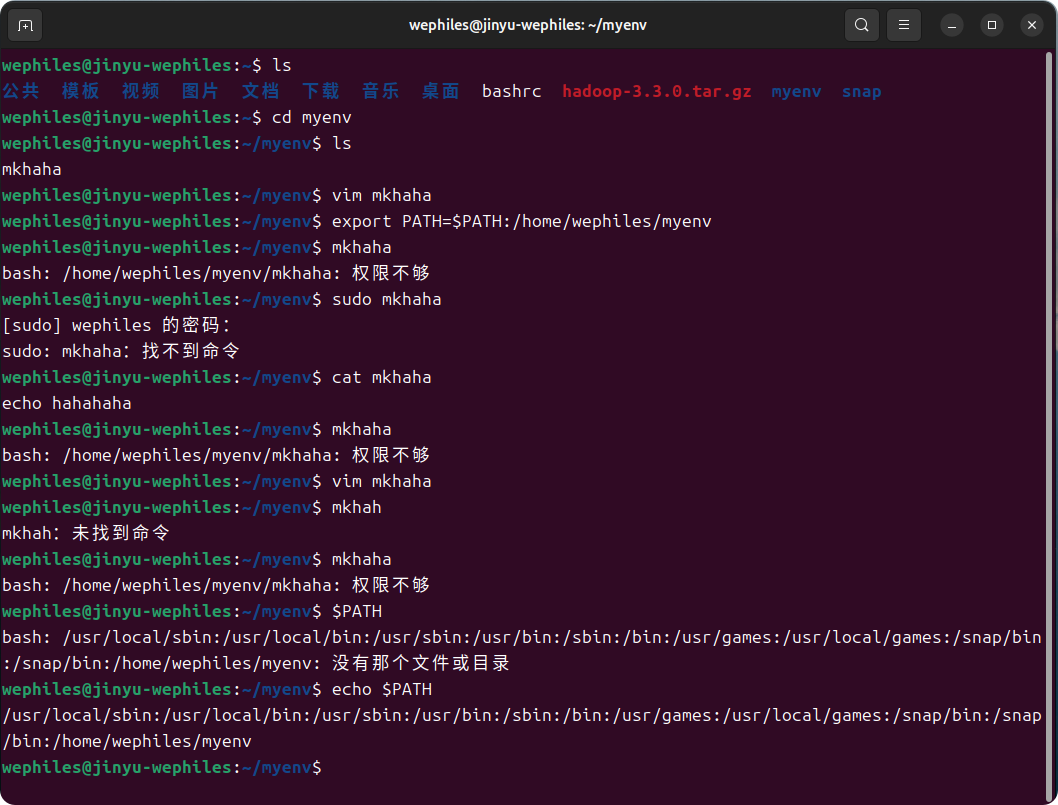 wephiles@jinyu-wephiles: ~/myenv
wephiles@jinyu-wephiles:~$ ls
公共 模板 视频 图片 文档 下载 音乐 桌面 bashrc hadoop-3.3.0.tar.gz myenv snap
wephiles@jinyu-wephiles:~$ cd myenv
wephiles@jinyu-wephiles:~/myenv$ ls
mkhaha
wephiles@jinyu-wephiles:~/myenv$ vim mkhaha
wephiles@jinyu-wephiles:~/myenv$ export PATH=$PATH:/home/wephiles/myenv
wephiles@jinyu-wephiles:~/myenv$ mkhaha
bash: /home/wephiles/myenv/mkhaha: 权限不够
wephiles@jinyu-wephiles:~/myenv$ sudo mkhaha
[sudo] wephiles 的密码：
sudo: mkhaha：找不到命令
wephiles@jinyu-wephiles:~/myenv$ cat mkhaha
echo hahahaha
wephiles@jinyu-wephiles:~/myenv$ mkhaha
bash: /home/wephiles/myenv/mkhaha: 权限不够
wephiles@jinyu-wephiles:~/myenv$ vim mkhaha
wephiles@jinyu-wephiles:~/myenv$ mkhah
mkhah：未找到命令
wephiles@jinyu-wephiles:~/myenv$ mkhaha
bash: /home/wephiles/myenv/mkhaha: 权限不够
wephiles@jinyu-wephiles:~/myenv$ $PATH
bash: /usr/local/sbin:/usr/local/bin:/usr/sbin:/usr/bin:/sbin:/bin:/usr/games:/usr/local/games:/snap/bin
:/snap/bin:/home/wephiles/myenv: 没有那个文件或目录
wephiles@jinyu-wephiles:~/myenv$ echo $PATH
/usr/local/sbin:/usr/local/bin:/usr/sbin:/usr/bin:/sbin:/bin:/usr/games:/usr/local/games:/snap/bin:/snap
/bin:/home/wephiles/myenv
wephiles@jinyu-wephiles:~/myenv$